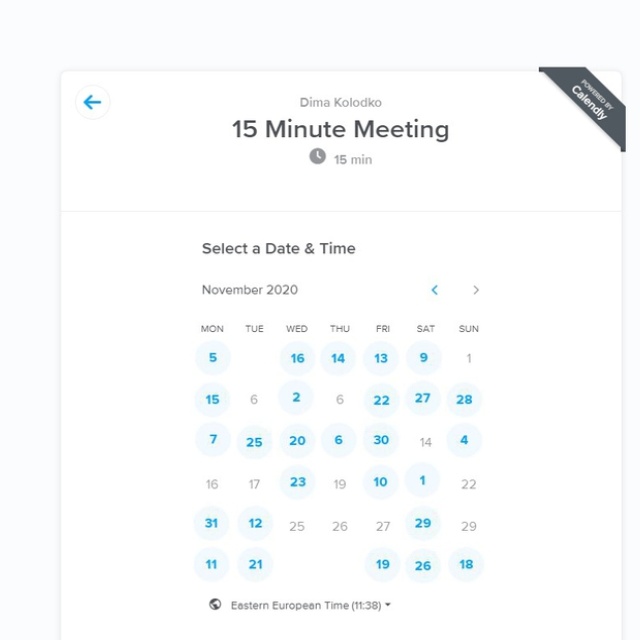 POWERED BY
Calendly
Dima Kolodko
15 Minute Meeting
15 min
Select a Date & Time
November 2020
MON TUE WED THU FRI SAT SUN
5 16 14 13 9 1
15 6 2 6 22 27 28
7 25 20 6 30 14 4
16 17 23 19 10 1 22
31 12 25 26 27 29 29
11 21 19 26 18
Eastern European Time (11:38)